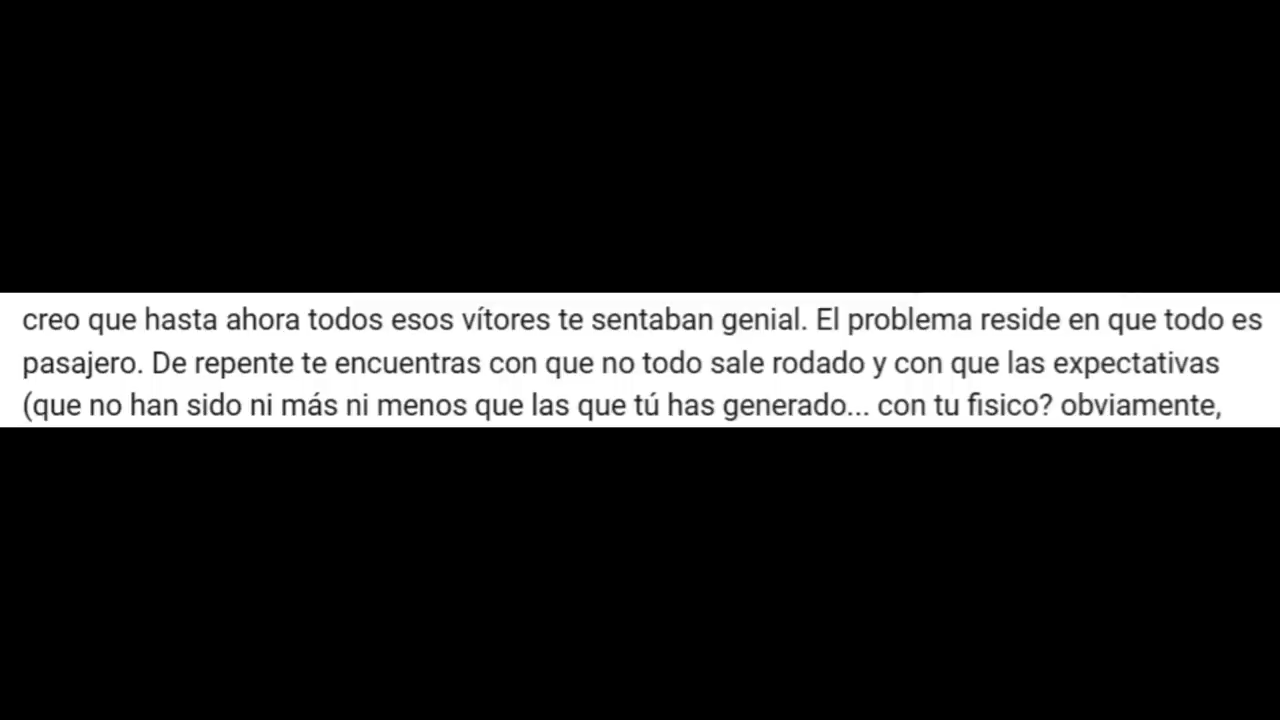 creo que hasta ahora todos esos vítores te sentaban genial. El problema reside en que todo es
pasajero. De repente te encuentras con que no todo sale rodado y con que las expectativas
(que no han sido ni más ni menos que las que tú has generado... con tu fisico? obviamente,